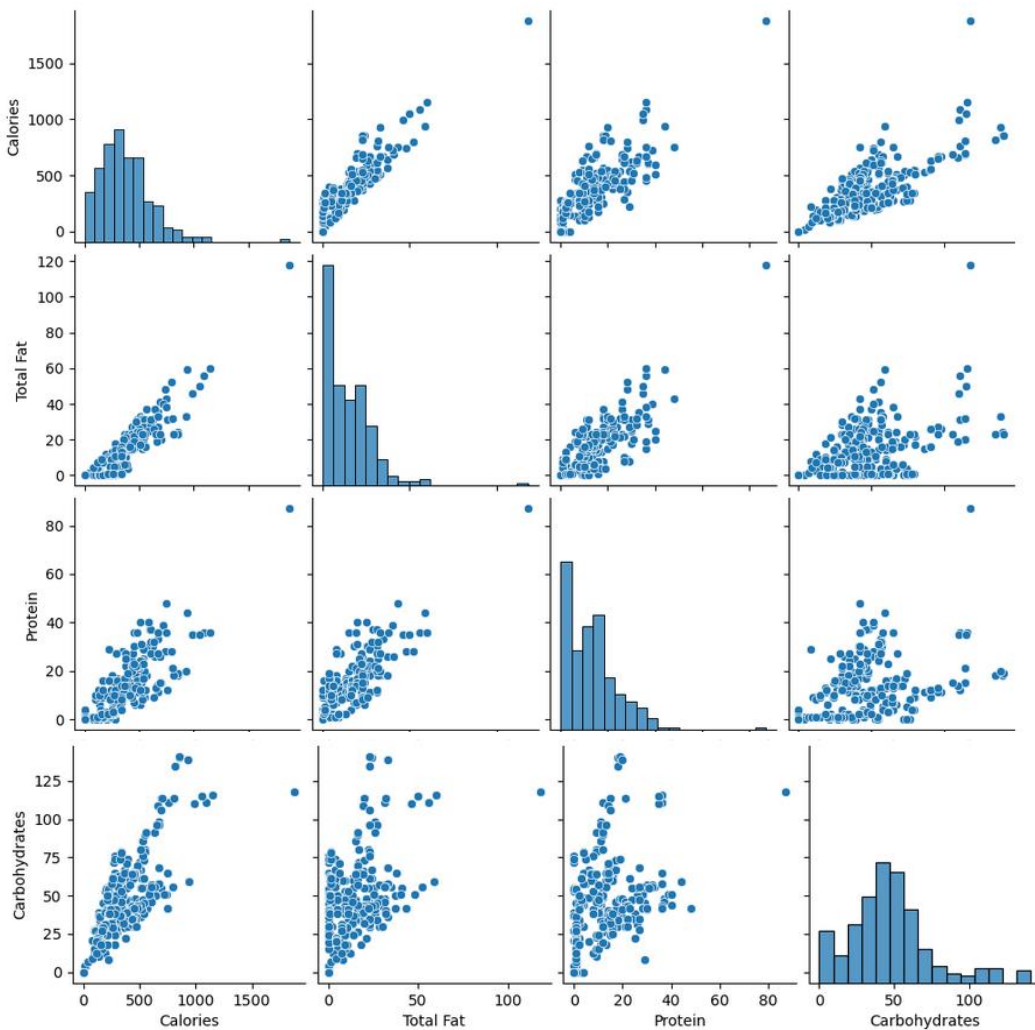 Calories
1500
1000
500
0
Total Fat
120
100
80
60
40
20
0
Protein
80
60
40
20
0
Carbohydrates
125
100
75
50
25
0
0 500 1000 1500
0 50 100
0 20 40 60 80
0 50 100
Calories Total Fat Protein Carbohydrates